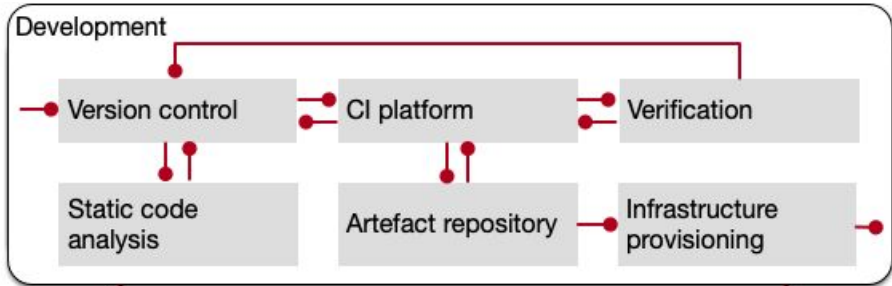 Development
Version control
CI platform
Verification
Static code
analysis
Artefact repository
Infrastructure
provisioning